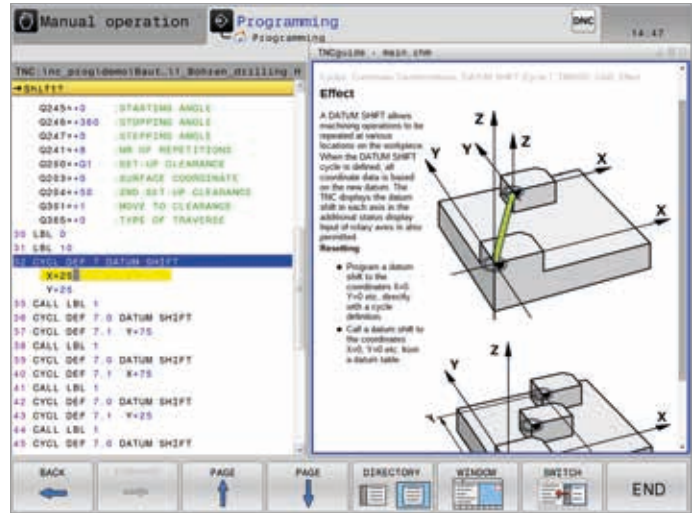 Manual operation
Programming
Programming
DNC
14:47
TNCguide - main.chm
Shift?
Q245=+0 STARTING ANGLE
Q246=+360 STOPPING ANGLE
Q247=+0 STEPPING ANGLE
Q241=+8 NR OF REPETITIONS
SET-UP CLEARANCE
Q203=+0 SURFACE COORDINATE
Q204=+50 2ND SET-UP CLEARANCE
Q301=+1 MOVE TO CLEARANCE
Q365=+0 TYPE OF TRAVERSE
30 LBL 0
31 LBL 10
32 CYCL DEF 7 DATUM SHIFT
X+25
Y+25
35 CALL LBL 1
36 CYCL DEF 7.0 DATUM SHIFT
37 CYCL DEF 7.1 Y+75
38 CALL LBL 1
39 CYCL DEF 7.0 DATUM SHIFT
40 CYCL DEF 7.1 X+75
41 CALL LBL 1
42 CYCL DEF 7.0 DATUM SHIFT
43 CYCL DEF 7.1 Y+25
44 CALL LBL 1
45 CYCL DEF 7.0 DATUM SHIFT
Effect
A DATUM SHIFT allows
machining operations to be
repeated at various
locations on the workpiece.
When the DATUM SHIFT
cycle is defined, all
coordinate data is based
on the new datum. The
TNC displays the datum
shift in each axis in the
additional status display.
Input of rotary axes is also
permitted.
Resetting
Program a datum
shift to the
coordinates X=0,
Y=0 etc. directly
with a cycle
definition.
Call a datum shift to
the coordinates
X=0, Y=0 etc. from
a datum table.
Z
Z
Y
Y
X
X
Z
Y
X
BACK
PAGE
PAGE
DIRECTORY
WINDOW
SWITCH
END